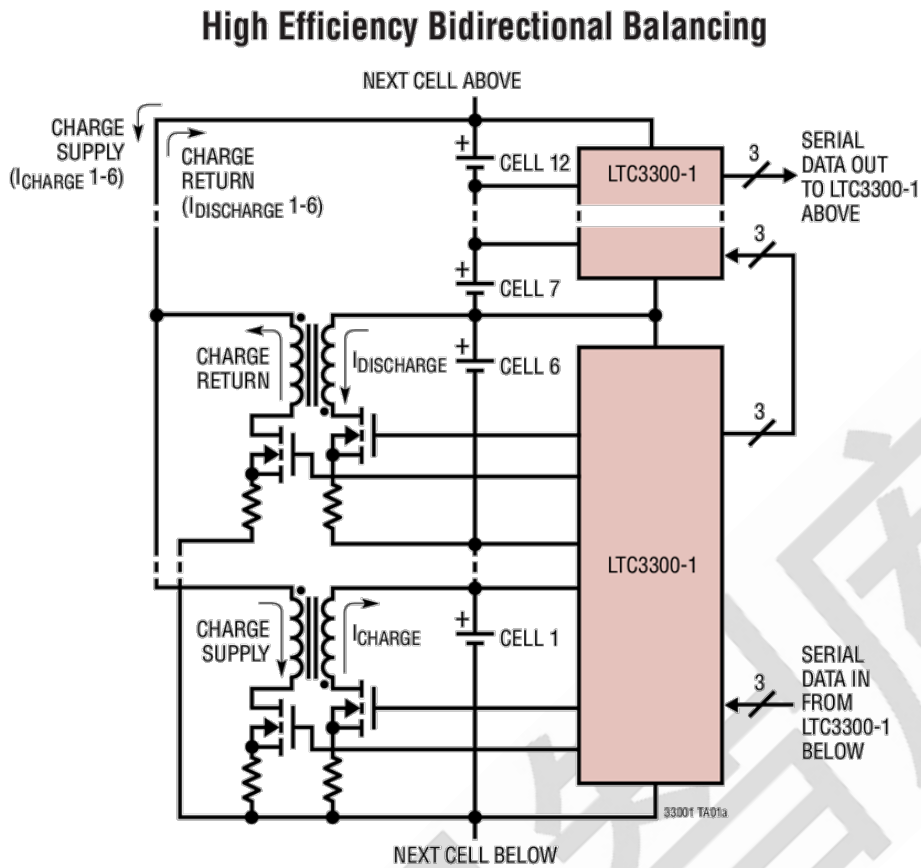 High Efficiency Bidirectional Balancing
NEXT CELL ABOVE
CHARGE
SUPPLY
(ICHARGE 1-6)
CHARGE
RETURN
(IDISCHARGE 1-6)
CELL 12
LTC3300-1
3
SERIAL
DATA OUT
TO LTC3300-1
ABOVE
3
CELL 7
CHARGE
RETURN
IDISCHARGE
CELL 6
3
LTC3300-1
CHARGE
SUPPLY
ICHARGE
CELL 1
3
SERIAL
DATA IN
FROM
LTC3300-1
BELOW
33001 TA01a
NEXT CELL BELOW